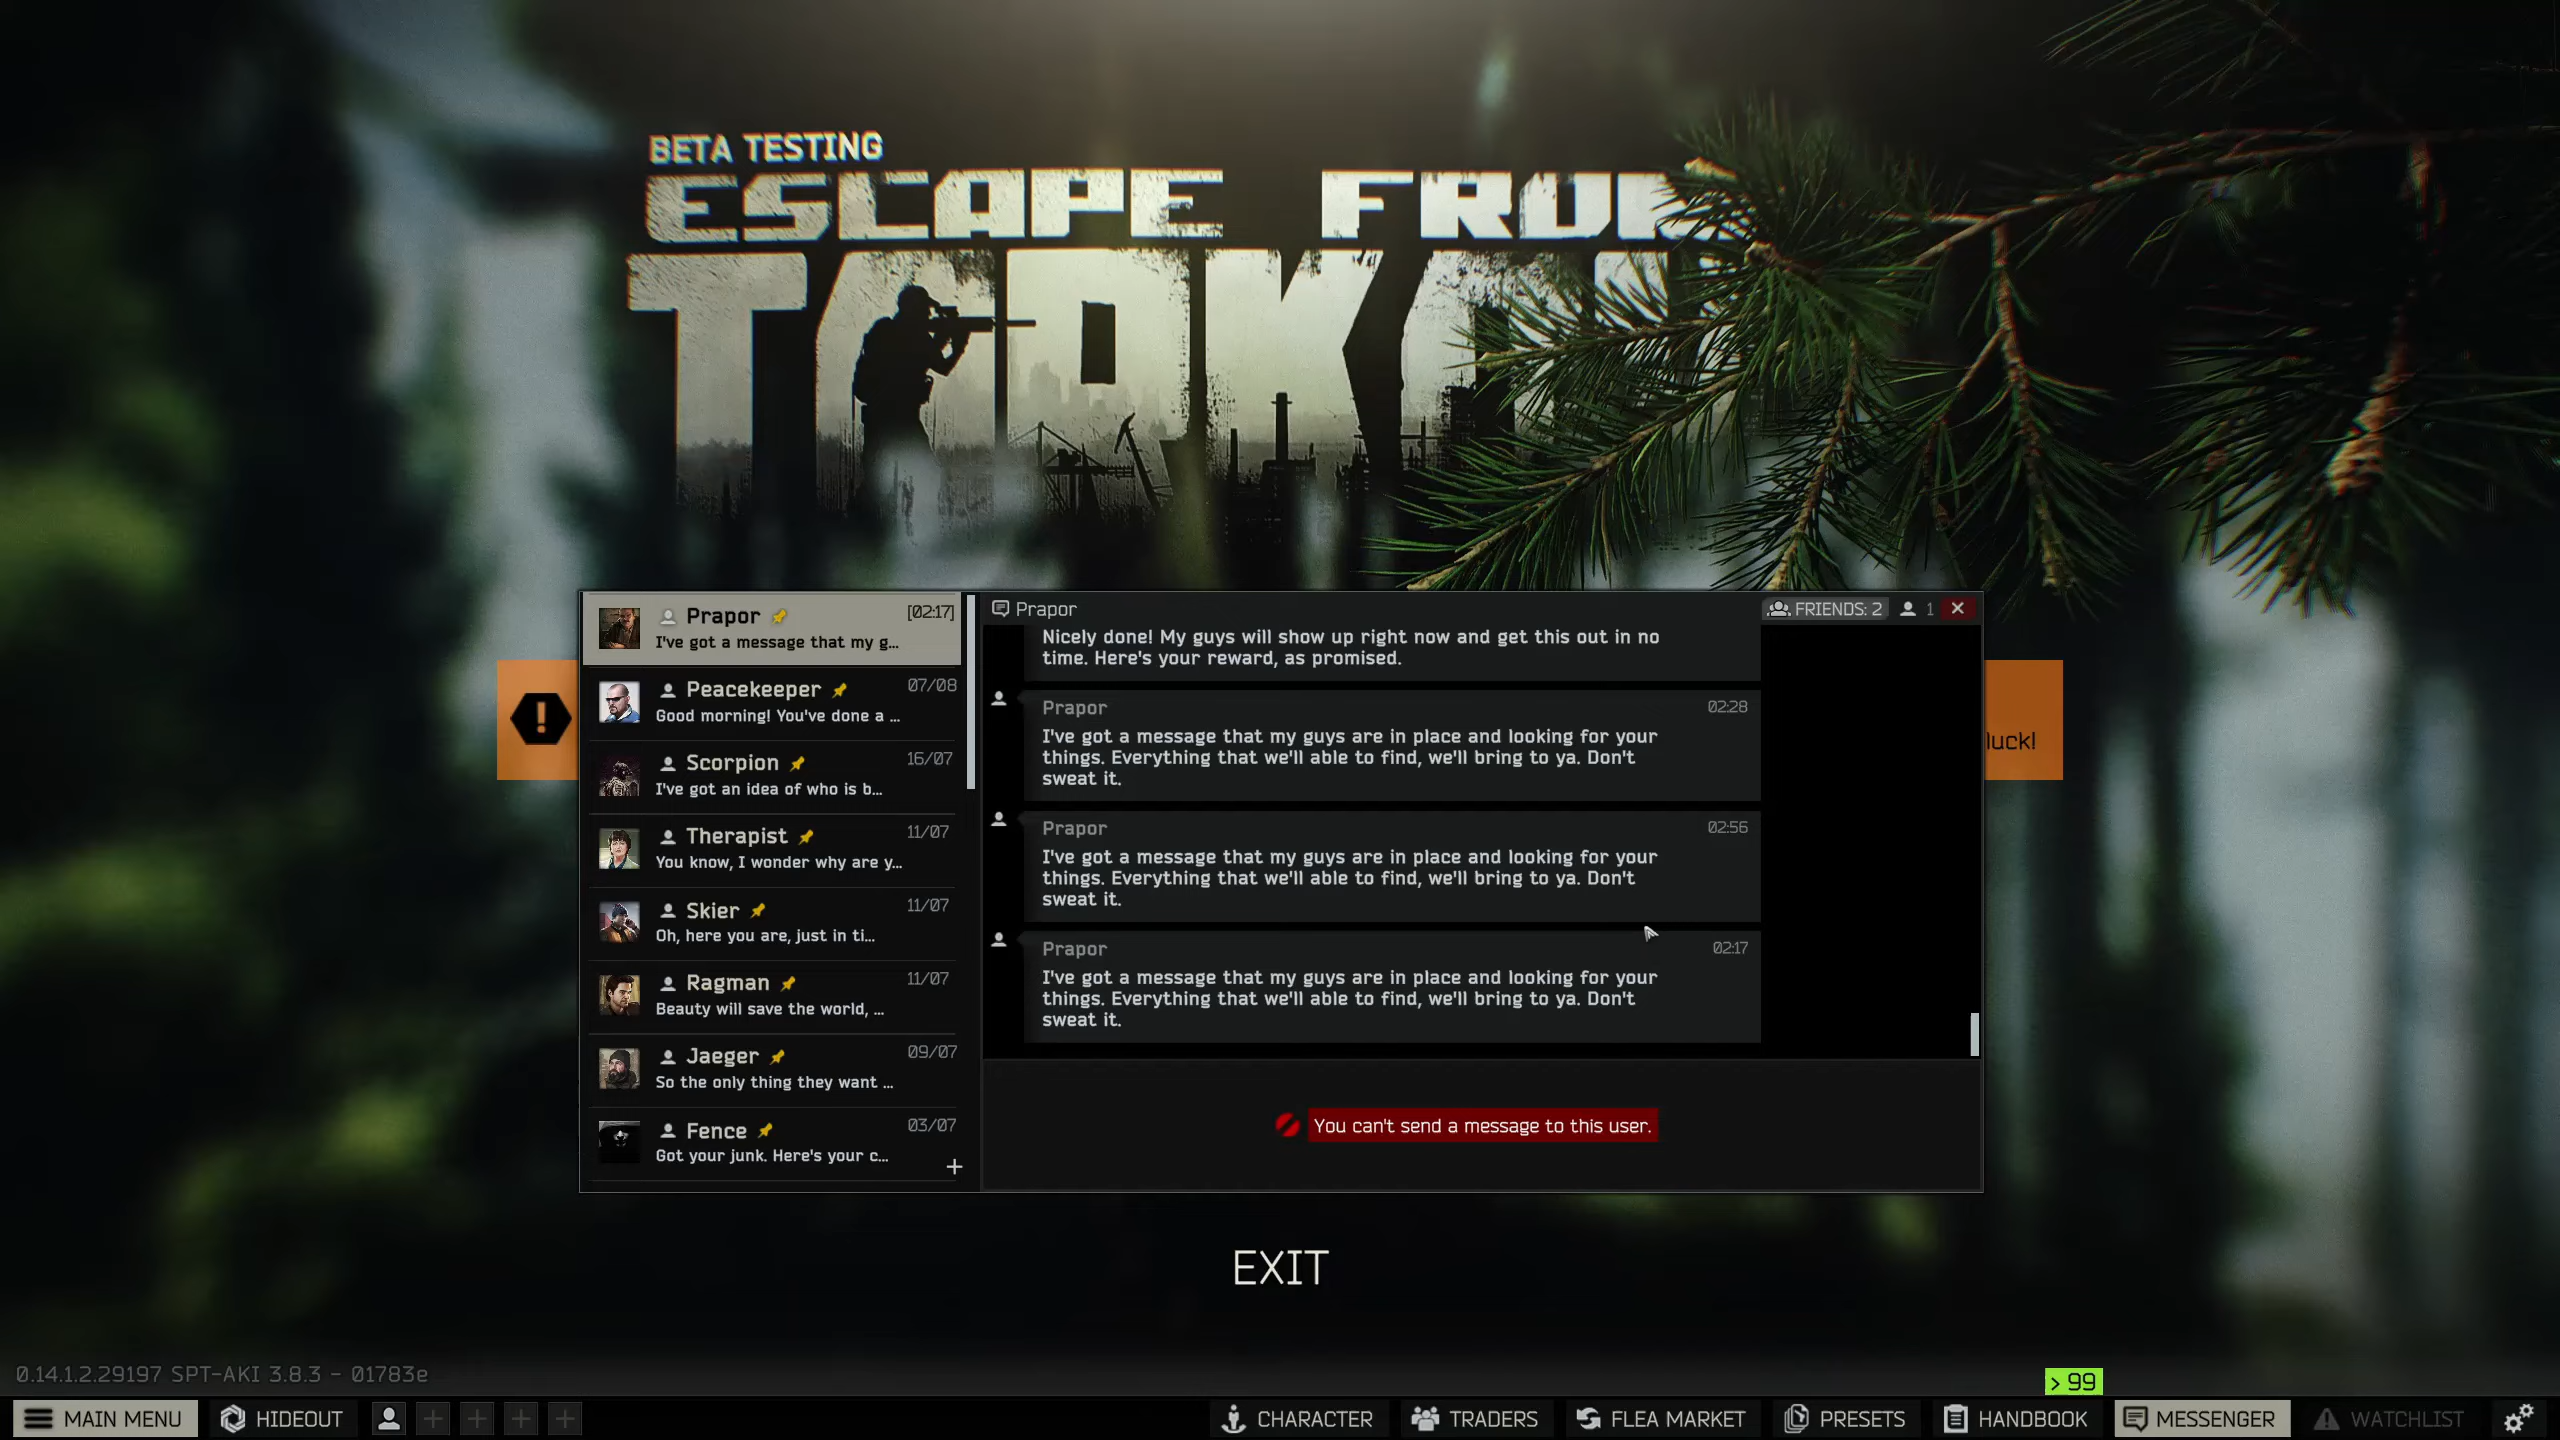 BETA TESTING
ESCAPE FROM
TARKOV
Prapor
[02:17]
I've got a message that my g...
Peacekeeper
07/08
Good morning! You've done a ...
Scorpion
16/07
I've got an idea of who is b...
Therapist
11/07
You know, I wonder why are y...
Skier
11/07
Oh, here you are, just in ti...
Ragman
11/07
Beauty will save the world, ...
Jaeger
09/07
So the only thing they want ...
Fence
03/07
Got your junk. Here's your c...
+
Prapor
FRIENDS: 2
1
Nicely done! My guys will show up right now and get this out in no
time. Here's your reward, as promised.
Prapor
02:28
I've got a message that my guys are in place and looking for your
things. Everything that we'll able to find, we'll bring to ya. Don't
sweat it.
Prapor
02:56
I've got a message that my guys are in place and looking for your
things. Everything that we'll able to find, we'll bring to ya. Don't
sweat it.
Prapor
02:17
I've got a message that my guys are in place and looking for your
things. Everything that we'll able to find, we'll bring to ya. Don't
sweat it.
You can't send a message to this user.
luck!
EXIT
0.14.1.2.29197 SPT-AKI 3.8.3 - 01783e
> 99
MAIN MENU
HIDEOUT
CHARACTER
TRADERS
FLEA MARKET
PRESETS
HANDBOOK
MESSENGER
WATCHLIST